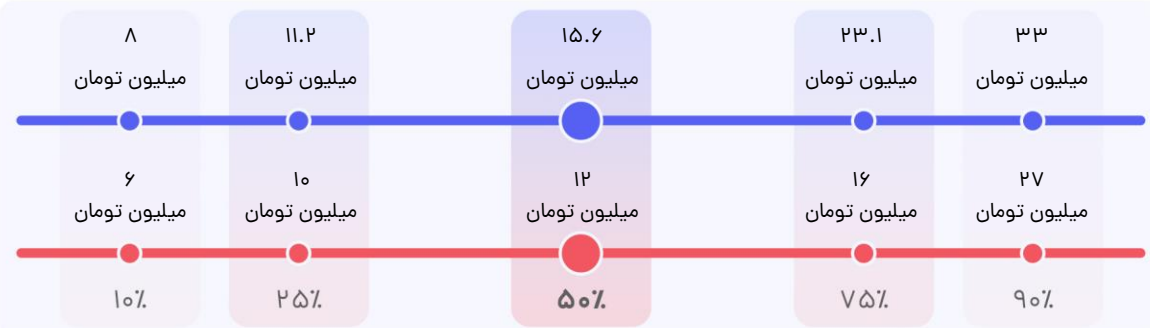 ۸ ۱۱.۲ ۱۵.۶ ۲۳.۱ ۳۳
میلیون تومان میلیون تومان میلیون تومان میلیون تومان میلیون تومان
۶ ۱۰ ۱۲ ۱۶ ۲۷
میلیون تومان میلیون تومان میلیون تومان میلیون تومان میلیون تومان
۱۰٪ ۲۵٪ ۵۰٪ ۷۵٪ ۹۰٪